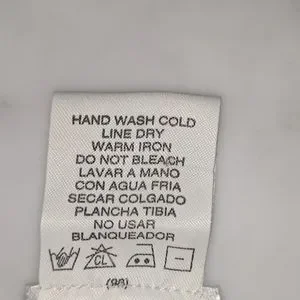 HAND WASH COLD
LINE DRY
WARM IRON
DO NOT BLEACH
LAVAR A MANO
CON AGUA FRIA
SECAR COLGADO
PLANCHA TIBIA
NO USAR
BLANQUEADOR
CL